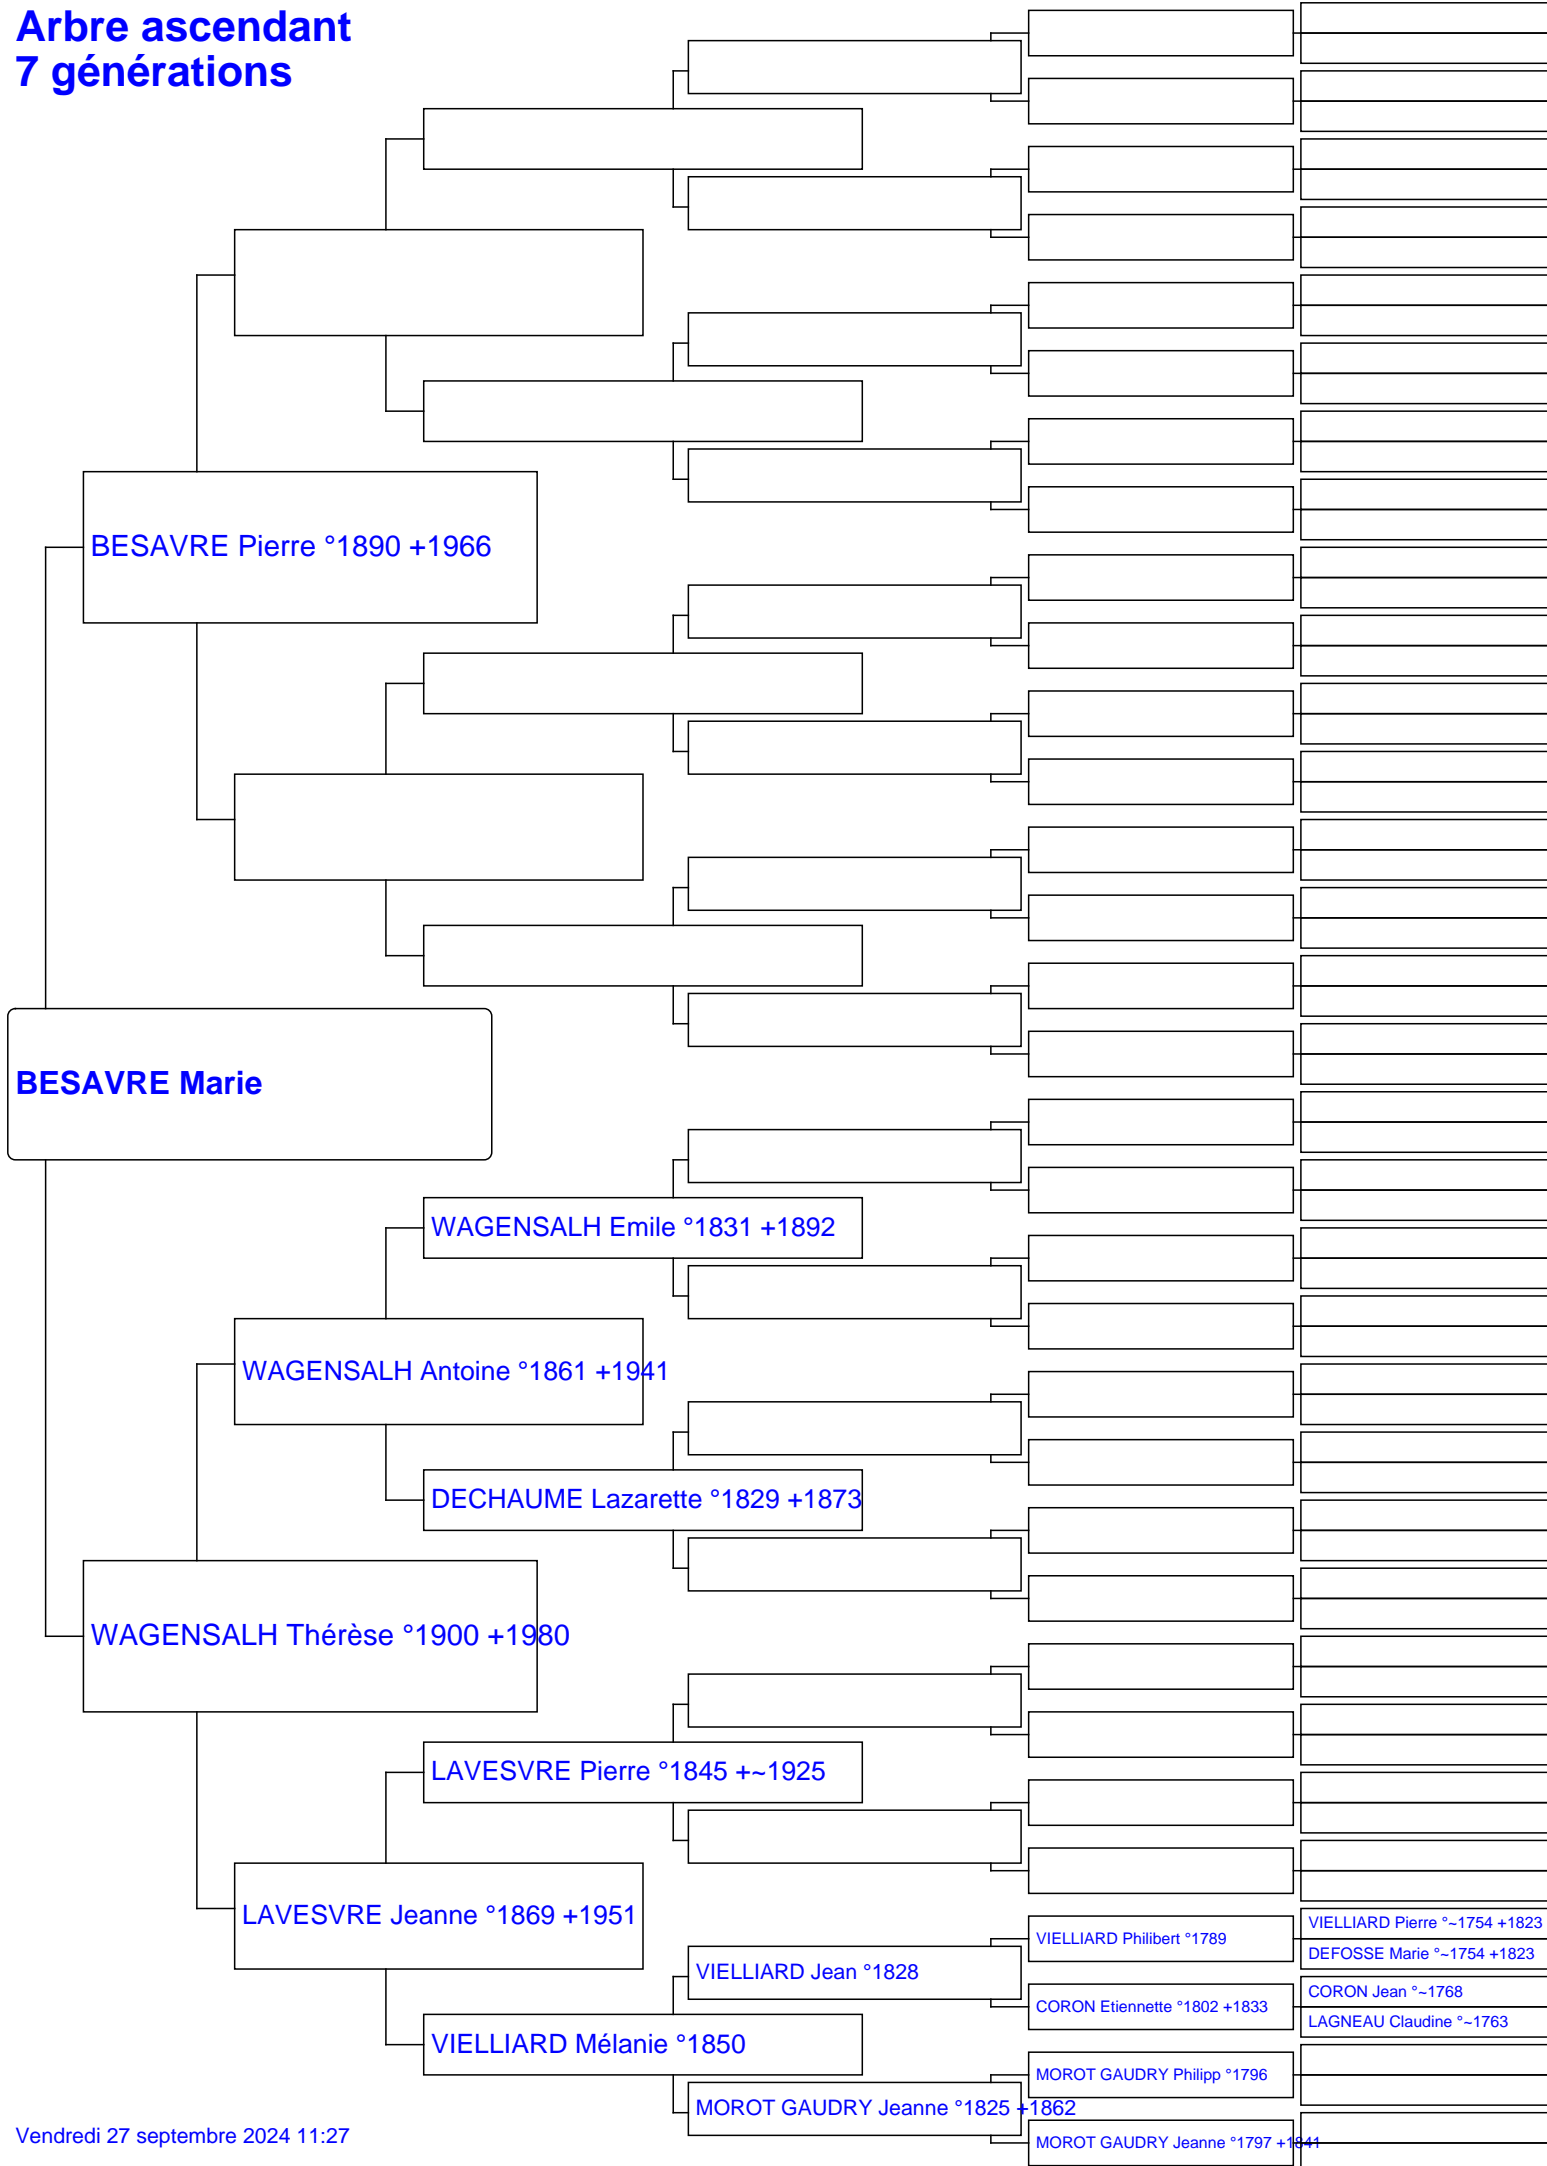 Arbre ascendant
7 générations
BESAVRE Pierre °1890 +1966
BESAVRE Marie
WAGENSALH Emile °1831 +1892
WAGENSALH Antoine °1861 +1941
DECHAUME Lazarette °1829 +1873
WAGENSALH Thérèse °1900 +1980
LAVESVRE Pierre °1845 +~1925
LAVESVRE Jeanne °1869 +1951
VIELLIARD Pierre °~1754 +1823
VIELLIARD Philibert °1789
DEFOSSE Marie °~1754 +1823
VIELLIARD Jean °1828
CORON Jean °~1768
CORON Etiennette °1802 +1833
LAGNEAU Claudine °~1763
VIELLIARD Mélanie °1850
MOROT GAUDRY Philipp °1796
MOROT GAUDRY Jeanne °1825 +1862
MOROT GAUDRY Jeanne °1797 +1841
Vendredi 27 septembre 2024 11:27